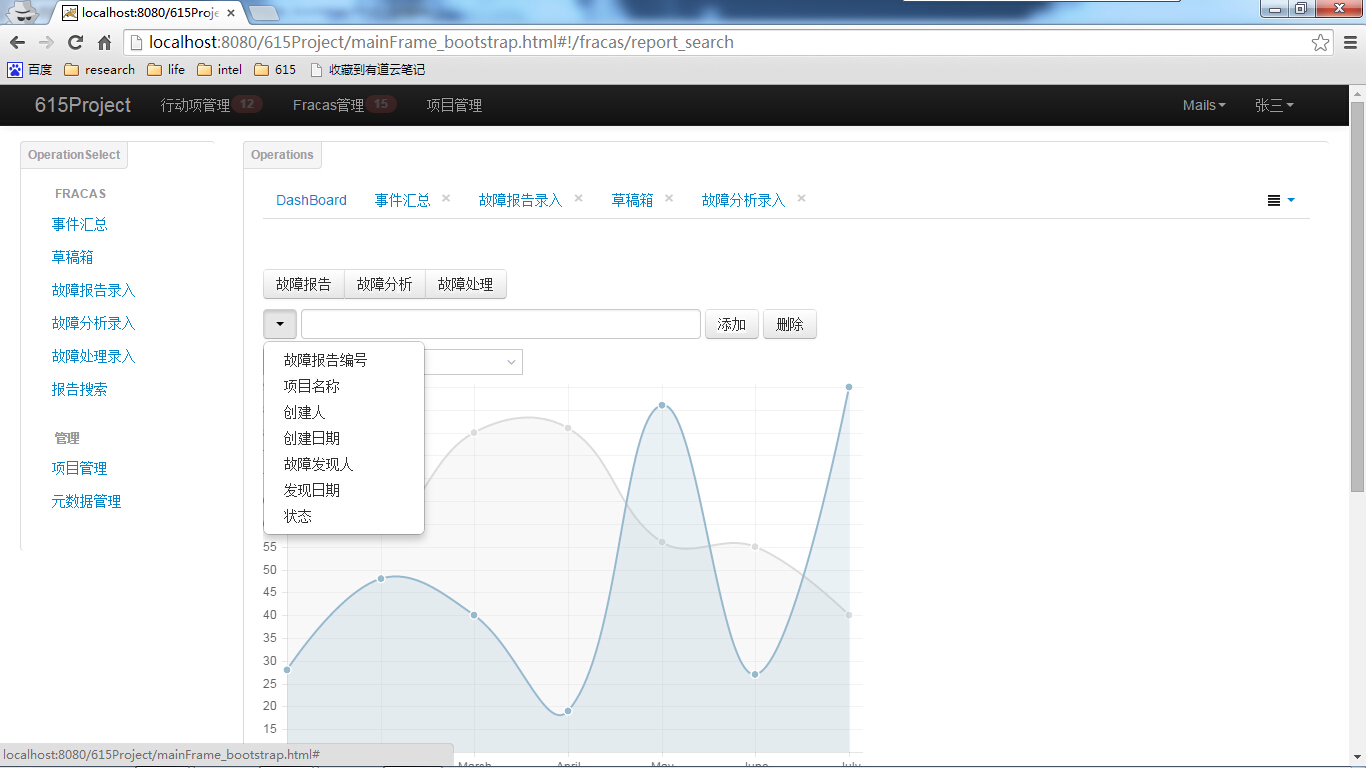 localhost:8080/615Proje
localhost:8080/615Project/mainFrame_bootstrap.html#!/fracas/report_search
百度 research life intel 615 收藏到有道云笔记
615Project 行动项管理 12 Fracas管理 15 项目管理 Mails 张三
OperationSelect
FRACAS
事件汇总
草稿箱
故障报告录入
故障分析录入
故障处理录入
报告搜索
管理
项目管理
元数据管理
Operations
DashBoard 事件汇总 × 故障报告录入 × 草稿箱 × 故障分析录入 ×
故障报告 故障分析 故障处理
添加 删除
故障报告编号
项目名称
创建人
创建日期
故障发现人
发现日期
状态
55
50
45
40
35
30
25
20
15
March April May June July
localhost:8080/615Project/mainFrame_bootstrap.html#